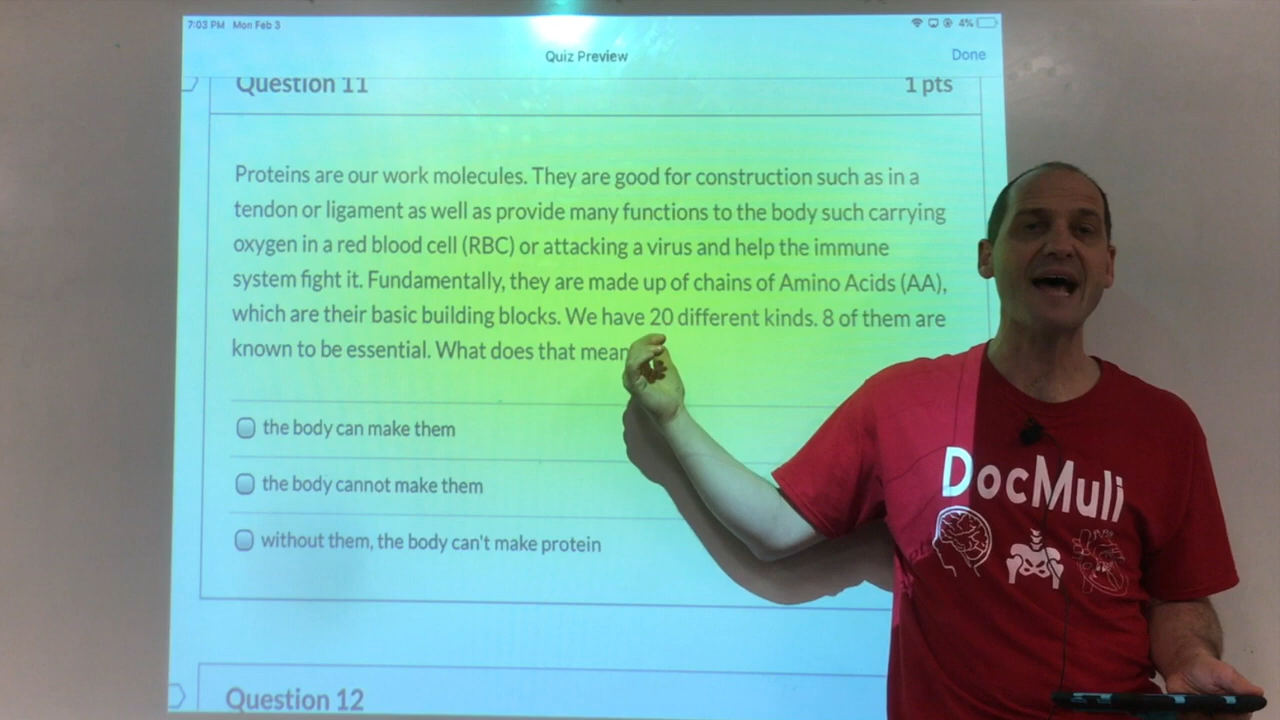 7:03 PM Mon Feb 3
4%
Quiz Preview
Done
Question 11
1 pts
Proteins are our work molecules. They are good for construction such as in a
tendon or ligament as well as provide many functions to the body such carrying
oxygen in a red blood cell (RBC) or attacking a virus and help the immune
system fight it. Fundamentally, they are made up of chains of Amino Acids (AA),
which are their basic building blocks. We have 20 different kinds. 8 of them are
known to be essential. What does that mean
the body can make them
the body cannot make them
without them, the body can't make protein
Question 12
DocMuli